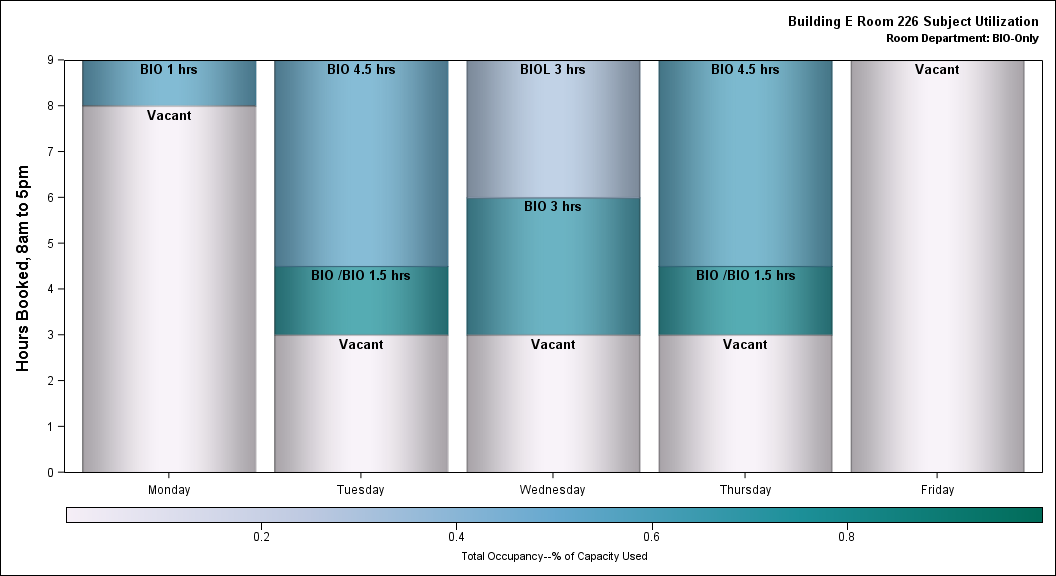 Building E Room 226 Subject Utilization
Room Department: BIO-Only
Hours Booked, 8am to 5pm
9
8
7
6
5
4
3
2
1
0
BIO 1 hrs
Vacant
BIO 4.5 hrs
BIO /BIO 1.5 hrs
Vacant
BIOL 3 hrs
BIO 3 hrs
Vacant
BIO 4.5 hrs
BIO /BIO 1.5 hrs
Vacant
Vacant
Monday Tuesday Wednesday Thursday Friday
0.2 0.4 0.6 0.8
Total Occupancy--% of Capacity Used